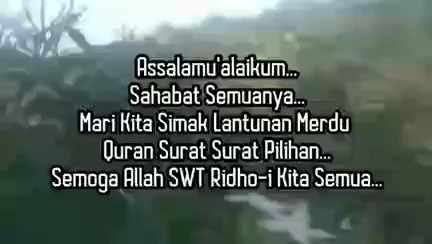 Assalamu'alaikum...
Sahabat Semuanya...
Mari Kita Simak Lantunan Merdu
Quran Surat Surat Pilihan...
Semoga Allah SWT Ridho-i Kita Semua...